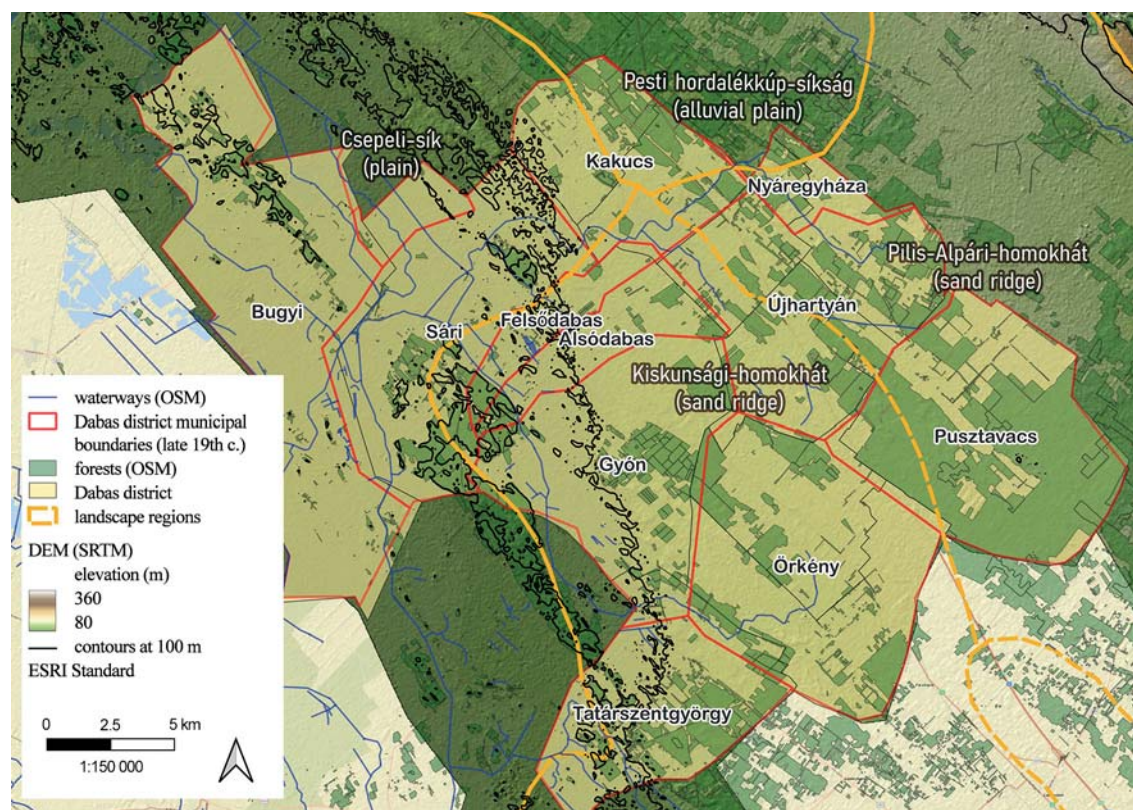 Pesti hordalékkúp-síkság
(alluvial plain)
Csepeli-sík
(plain)
Kakucs
Nyáregyháza
Pilis-Alpári-homokhát
(sand ridge)
Bugyi
Újhartyán
Sári
Felsődabas
Alsódabas
Kiskunsági-homokhát
(sand ridge)
Pusztavacs
Gyón
Örkény
Tatárszentgyörgy
waterways (OSM)
Dabas district municipal
boundaries (late 19th c.)
forests (OSM)
Dabas district
landscape regions
DEM (SRTM)
elevation (m)
360
80
contours at 100 m
ESRI Standard
0 2.5 5 km
1:150 000